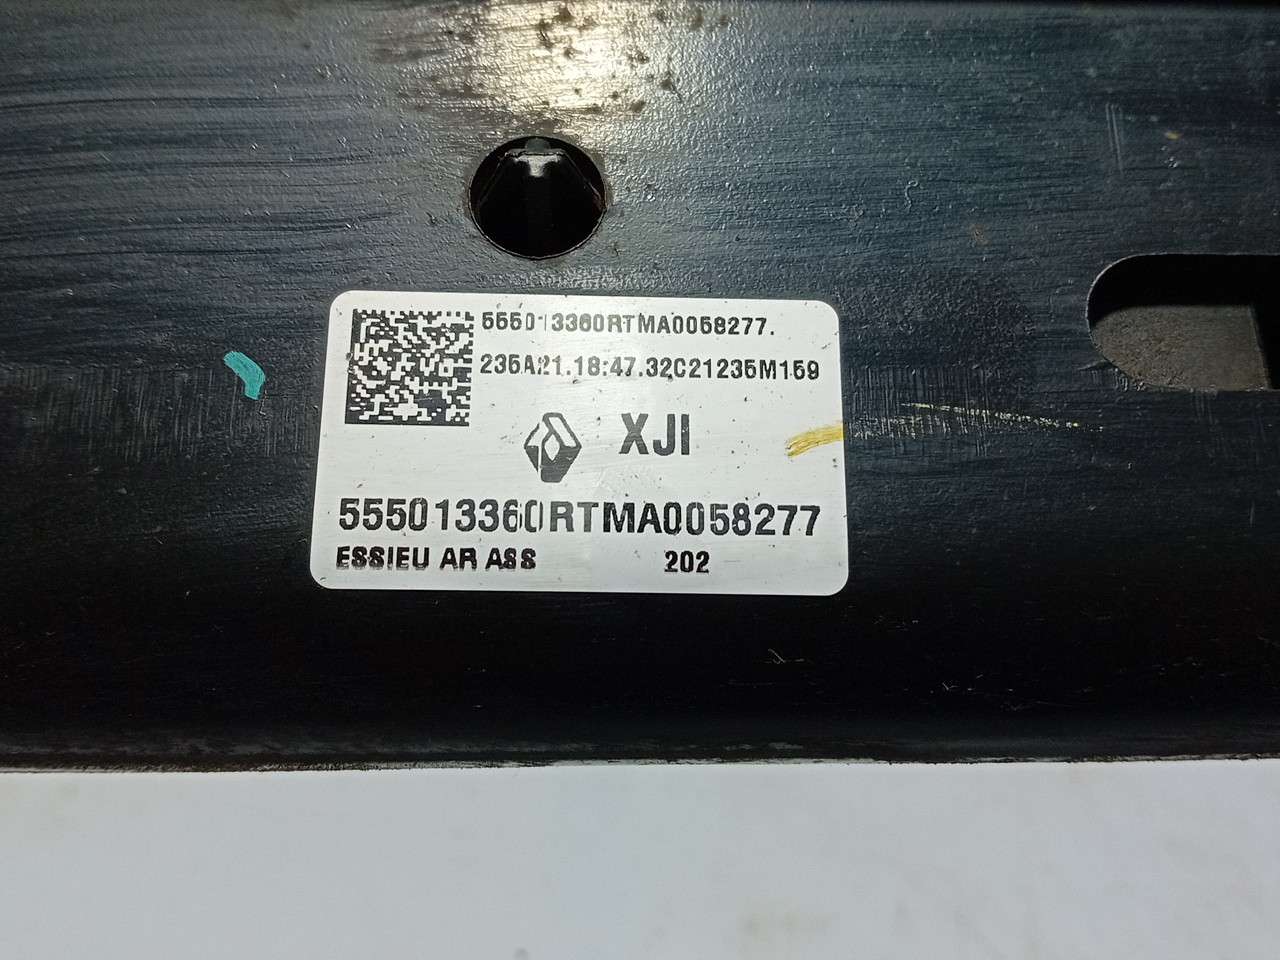 555013360RTMA0058277.
235A21.18:47.32C21235M159
XJI
555013360RTMA0058277
ESSIEU AR ASS 202